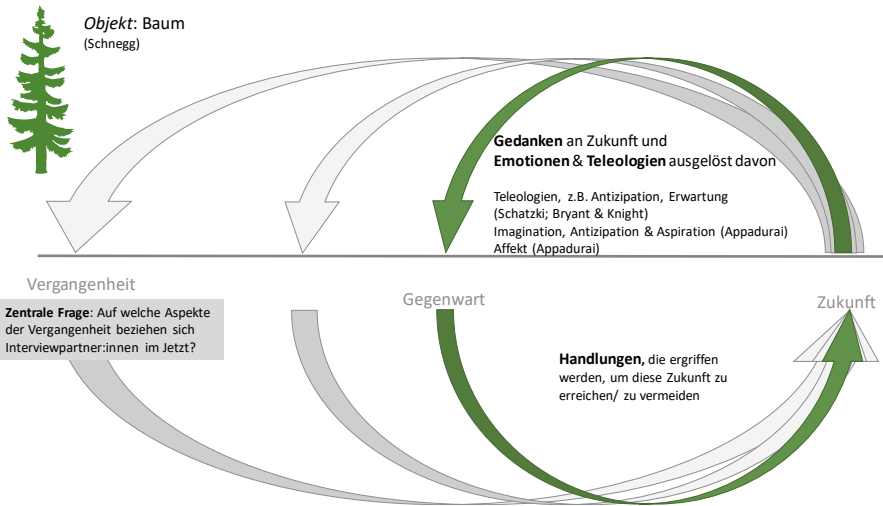 Objekt: Baum
(Schnegg)
Gedanken an Zukunft und
Emotionen & Teleologien ausgelöst davon
Teleologien, z.B. Antizipation, Erwartung
(Schatzki; Bryant & Knight)
Imagination, Antizipation & Aspiration (Appadurai)
Affekt (Appadurai)
Vergangenheit
Gegenwart
Zukunft
Zentrale Frage: Auf welche Aspekte
der Vergangenheit beziehen sich
Interviewpartner:innen im Jetzt?
Handlungen, die ergriffen
werden, um diese Zukunft zu
erreichen/ zu vermeiden